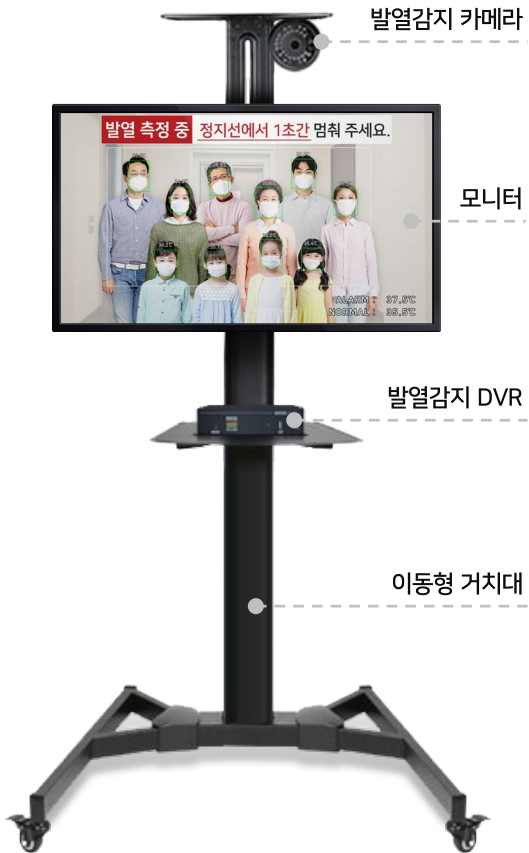 발열감지 카메라
발열 측정 중 정지선에서 1초간 멈춰 주세요.
모니터
ALARM : 37.5℃
NORMAL : 35.5℃
발열감지 DVR
이동형 거치대